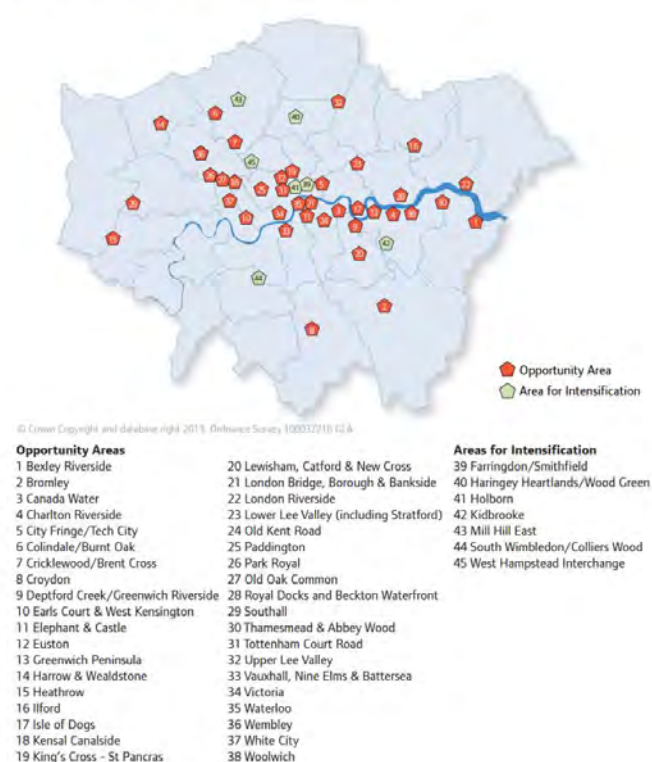 Opportunity Area
Area for Intensification
© Crown Copyright and database right 2015. Ordnance Survey 100032216 GLA
Opportunity Areas
1 Bexley Riverside
2 Bromley
3 Canada Water
4 Charlton Riverside
5 City Fringe/Tech City
6 Colindale/Burnt Oak
7 Cricklewood/Brent Cross
8 Croydon
9 Deptford Creek/Greenwich Riverside
10 Earls Court & West Kensington
11 Elephant & Castle
12 Euston
13 Greenwich Peninsula
14 Harrow & Wealdstone
15 Heathrow
16 Ilford
17 Isle of Dogs
18 Kensal Canalside
19 King's Cross - St Pancras
20 Lewisham, Catford & New Cross
21 London Bridge, Borough & Bankside
22 London Riverside
23 Lower Lee Valley (including Stratford)
24 Old Kent Road
25 Paddington
26 Park Royal
27 Old Oak Common
28 Royal Docks and Beckton Waterfront
29 Southall
30 Thamesmead & Abbey Wood
31 Tottenham Court Road
32 Upper Lee Valley
33 Vauxhall, Nine Elms & Battersea
34 Victoria
35 Waterloo
36 Wembley
37 White City
38 Woolwich
Areas for Intensification
39 Farringdon/Smithfield
40 Haringey Heartlands/Wood Green
41 Holborn
42 Kidbrooke
43 Mill Hill East
44 South Wimbledon/Colliers Wood
45 West Hampstead Interchange